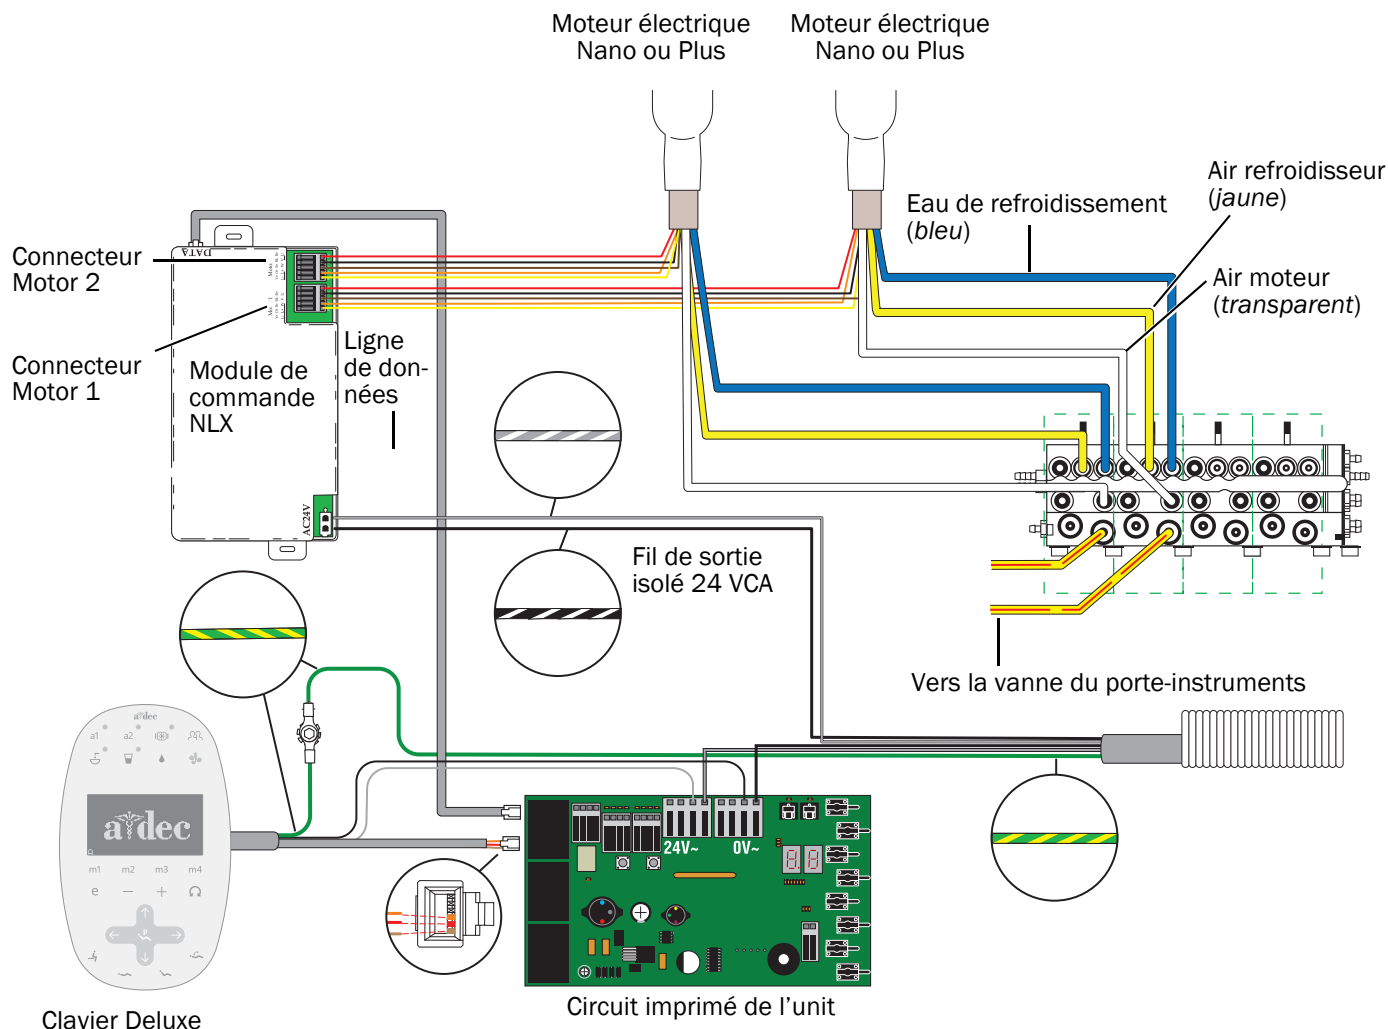 Moteur électrique
Nano ou Plus
Moteur électrique
Nano ou Plus
Air refroidisseur
(jaune)
Eau de refroidissement
(bleu)
Air moteur
(transparent)
Connecteur
Motor 2
DATA
Connecteur
Motor 1
Module de
commande
NLX
Ligne
de don-
nées
AC24V
Fil de sortie
isolé 24 VCA
Vers la vanne du porte-instruments
a dec
a1
a2
a dec
m1
m2
m3
m4
e
24V~
0V~
8.8
Circuit imprimé de l'unit
Clavier Deluxe